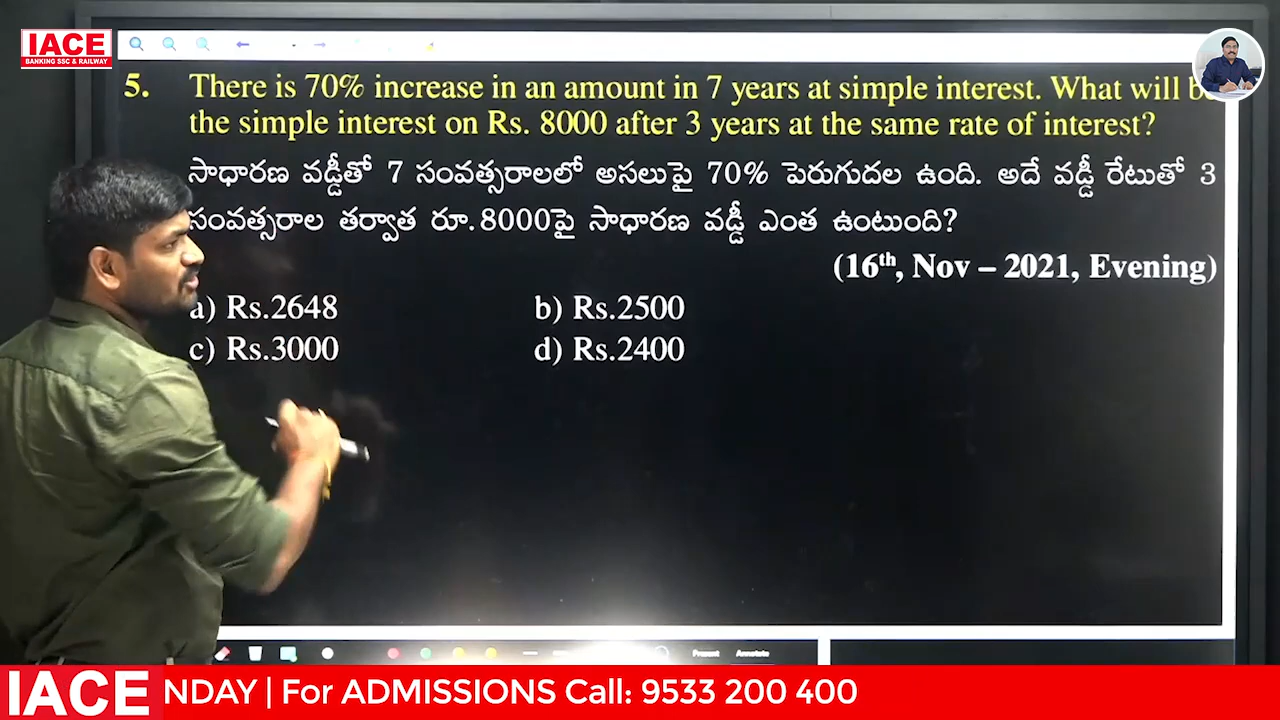 IACE
BANKING SSC & RAILWAY
5. There is 70% increase in an amount in 7 years at simple interest. What will
the simple interest on Rs. 8000 after 3 years at the same rate of interest?
సాధారణ వడ్డీతో 7 సంవత్సరాలలో అసలుపై 70% పెరుగుదల ఉంది. అదే వడ్డీ రేటుతో 3
సంవత్సరాల తర్వాత రూ.8000పై సాధారణ వడ్డీ ఎంత ఉంటుంది?
(16th, Nov – 2021, Evening)
a) Rs.2648 b) Rs.2500
c) Rs.3000 d) Rs.2400
Present Annotate
IACE NDAY | For ADMISSIONS Call: 9533 200 400